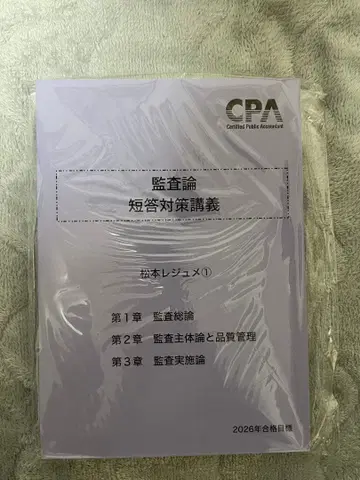 CPA
Certified Public Accountant
監査論
短答対策講義
松本レジュメ①
第1章 監査総論
第2章 監査主体論と品質管理
第3章 監査実施論
2026年合格目標